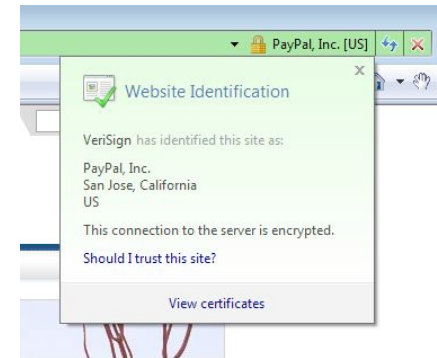 PayPal, Inc. [US]
Website Identification
VeriSign has identified this site as:
PayPal, Inc.
San Jose, California
US
This connection to the server is encrypted.
Should I trust this site?
View certificates